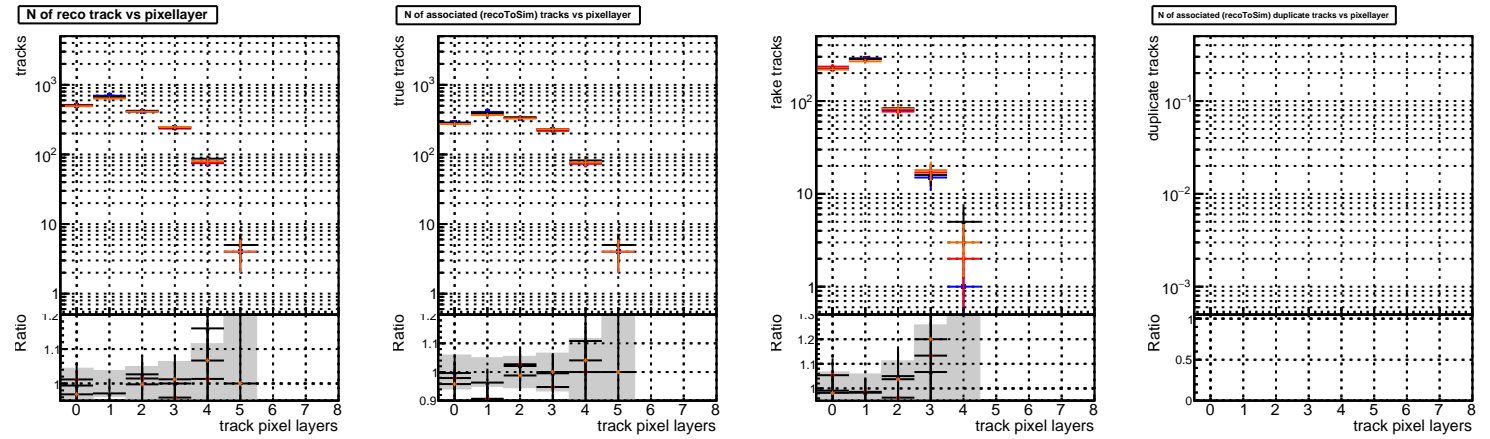 N of reco track vs pixellayer
tracks
10³
10²
10
1
Ratio
1.2
1.1
1
0 1 2 3 4 5 6 7 8
track pixel layers
N of associated (recoToSim) tracks vs pixellayer
true tracks
10³
10²
10
1
Ratio
1.2
1.1
1
0.9
0 1 2 3 4 5 6 7 8
track pixel layers
fake tracks
10²
10
1
Ratio
1.3
1.2
1.1
1
0 1 2 3 4 5 6 7 8
track pixel layers
N of associated (recoToSim) duplicate tracks vs pixellayer
duplicate tracks
10⁻¹
10⁻²
10⁻³
Ratio
1
0.5
0
0 1 2 3 4 5 6 7 8
track pixel layers